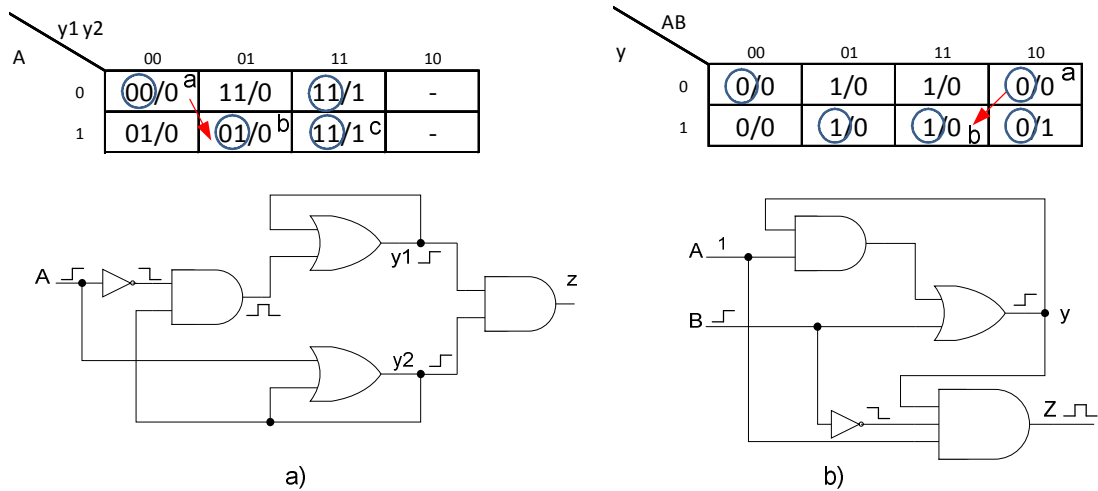 y1 y2
A
00 01 11 10
0 00/0 a 11/0 11/1 -
1 01/0 01/0 b 11/1 c -
AB
y
00 01 11 10
0 0/0 1/0 1/0 0/0 a
1 0/0 1/0 1/0 b 0/1
A
y1
z
y2
a)
A 1
B
y
Z
b)